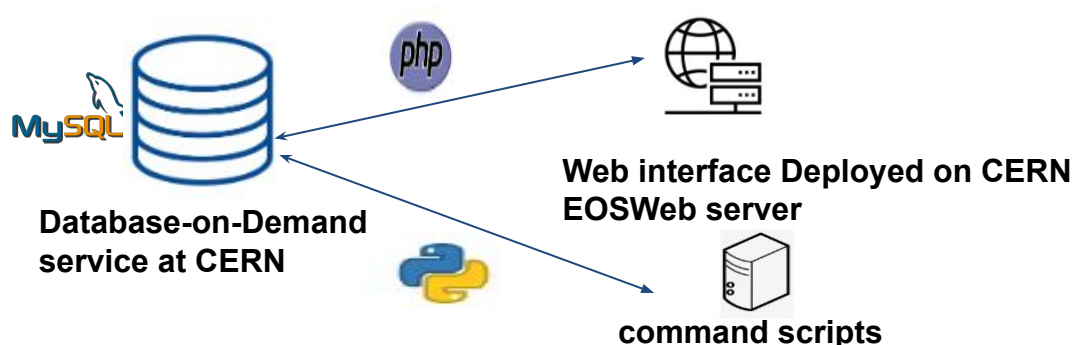 php
MySQL
Web interface Deployed on CERN
EOSWeb server
Database-on-Demand
service at CERN
command scripts